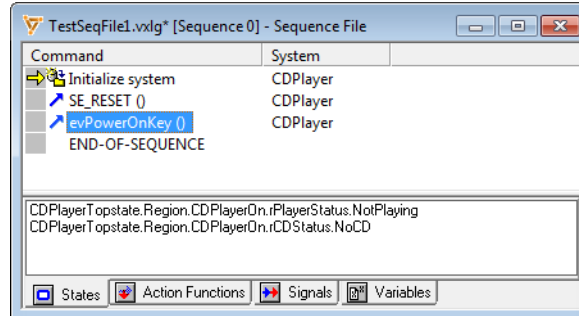 TestSeqFile1.vxlg* [Sequence 0] - Sequence File
Command System
Initialize system CDPlayer
SE_RESET () CDPlayer
evPowerOnKey () CDPlayer
END-OF-SEQUENCE
CDPlayerTopstate.Region.CDPlayerOn.rPlayerStatus.NotPlaying
CDPlayerTopstate.Region.CDPlayerOn.rCDStatus.NoCD
States Action Functions Signals Variables